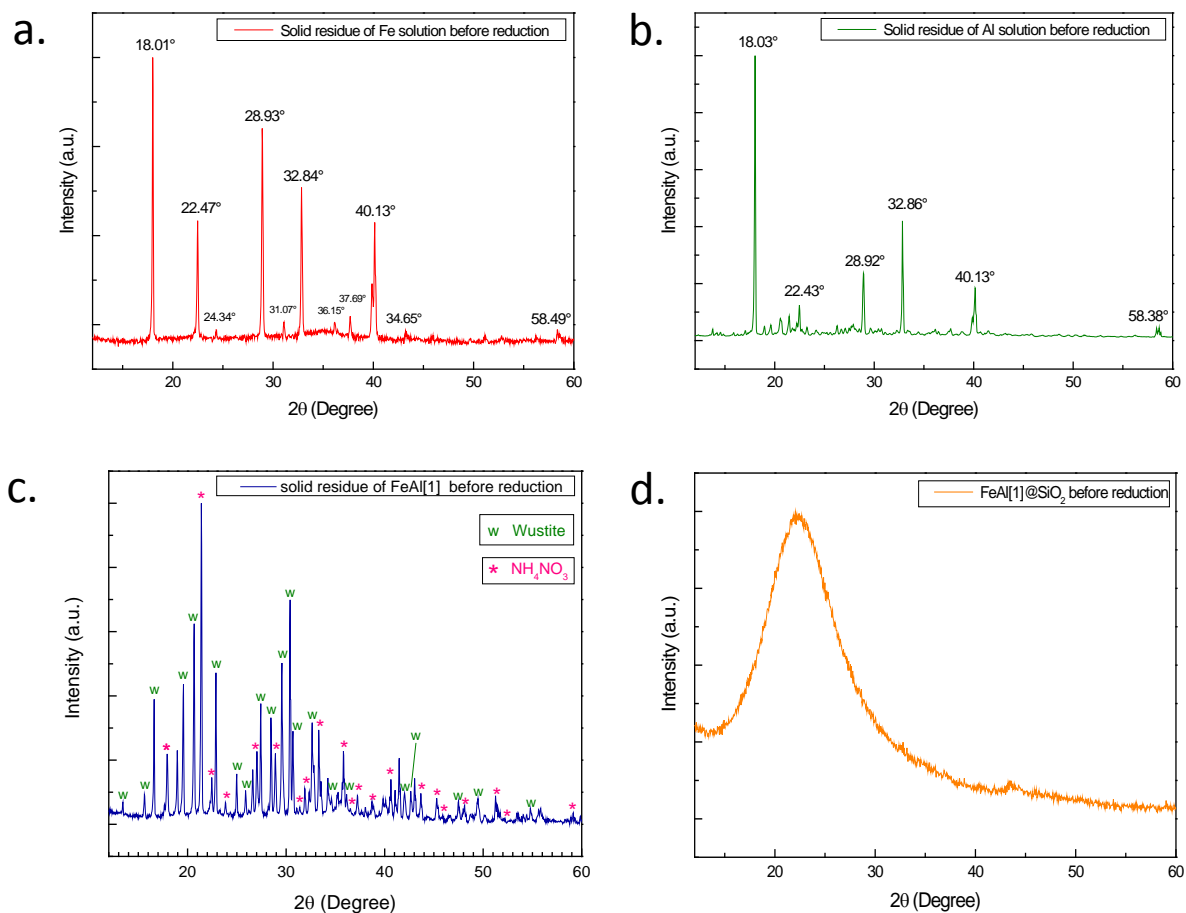 a.
Solid residue of Fe solution before reduction
18.01°
22.47°
24.34°
28.93°
31.07°
32.84°
36.15°
37.69°
40.13°
34.65°
58.49°
Intensity (a.u.)
20 30 40 50 60
2θ (Degree)
b.
Solid residue of Al solution before reduction
18.03°
22.43°
28.92°
32.86°
40.13°
58.38°
Intensity (a.u.)
20 30 40 50 60
2θ (Degree)
c.
solid residue of FeAl[1] before reduction
w Wustite
* NH₄NO₃
w w w w w w w w w w w w w w w w w w w w w
* * * * * * * * * * * * * * * * * * * * *
Intensity (a.u.)
20 30 40 50 60
2θ (Degree)
d.
FeAl[1]@SiO₂ before reduction
Intensity (a.u.)
20 30 40 50 60
2θ (Degree)